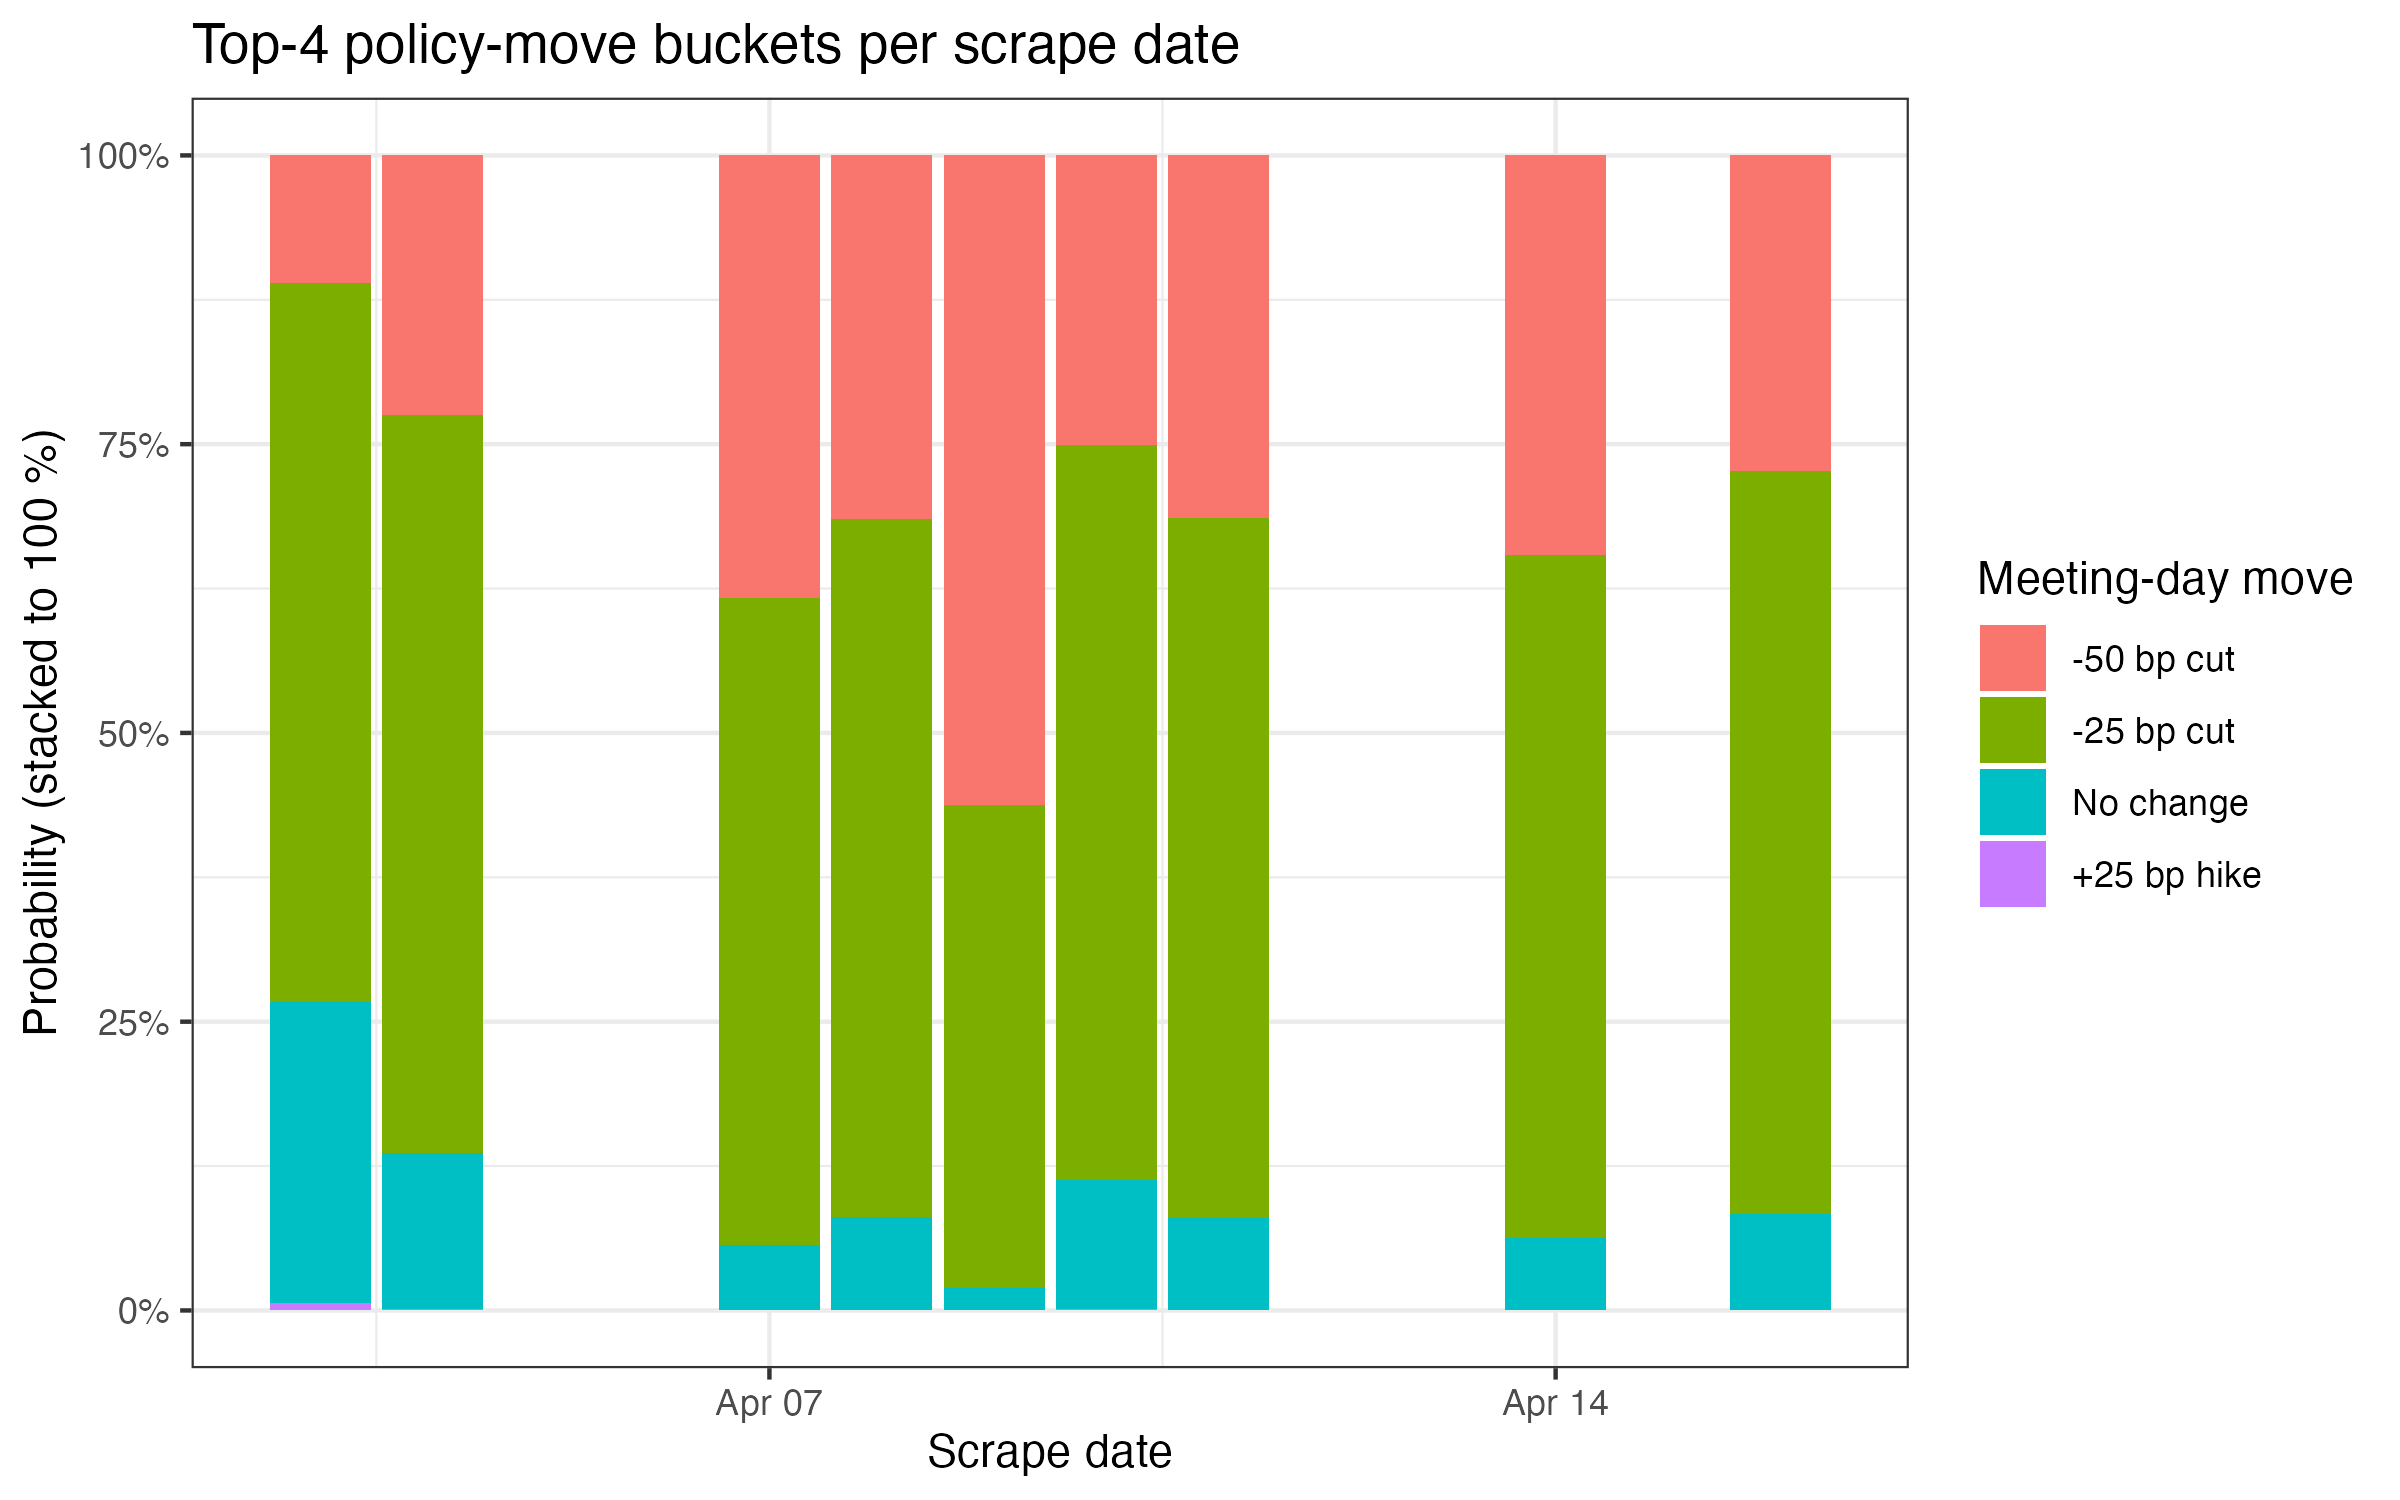 Top-4 policy-move buckets per scrape date
Probability (stacked to 100 %)
100%
75%
50%
25%
0%
Apr 07
Apr 14
Scrape date
Meeting-day move
-50 bp cut
-25 bp cut
No change
+25 bp hike